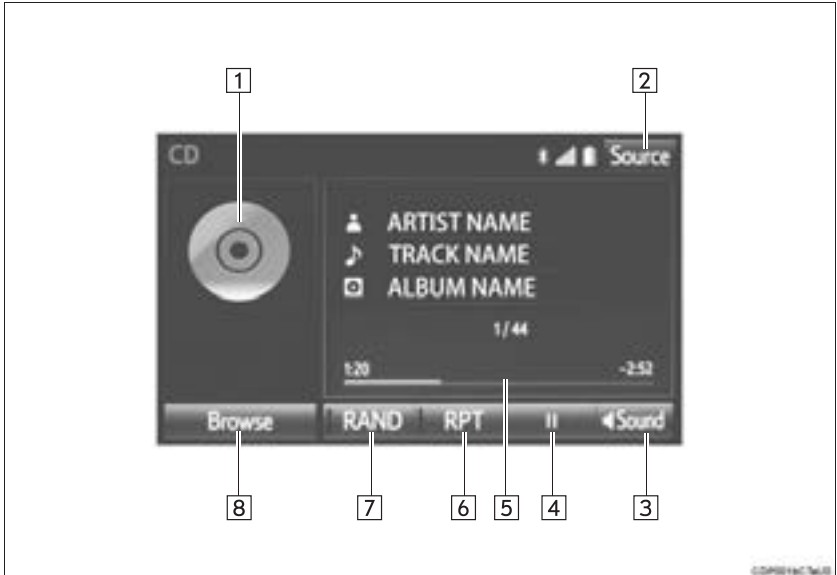 1
2
CD
Source
ARTIST NAME
TRACK NAME
ALBUM NAME
1/44
1:20
-2:52
Browse
RAND
RPT
II
Sound
8
7
6
5
4
3